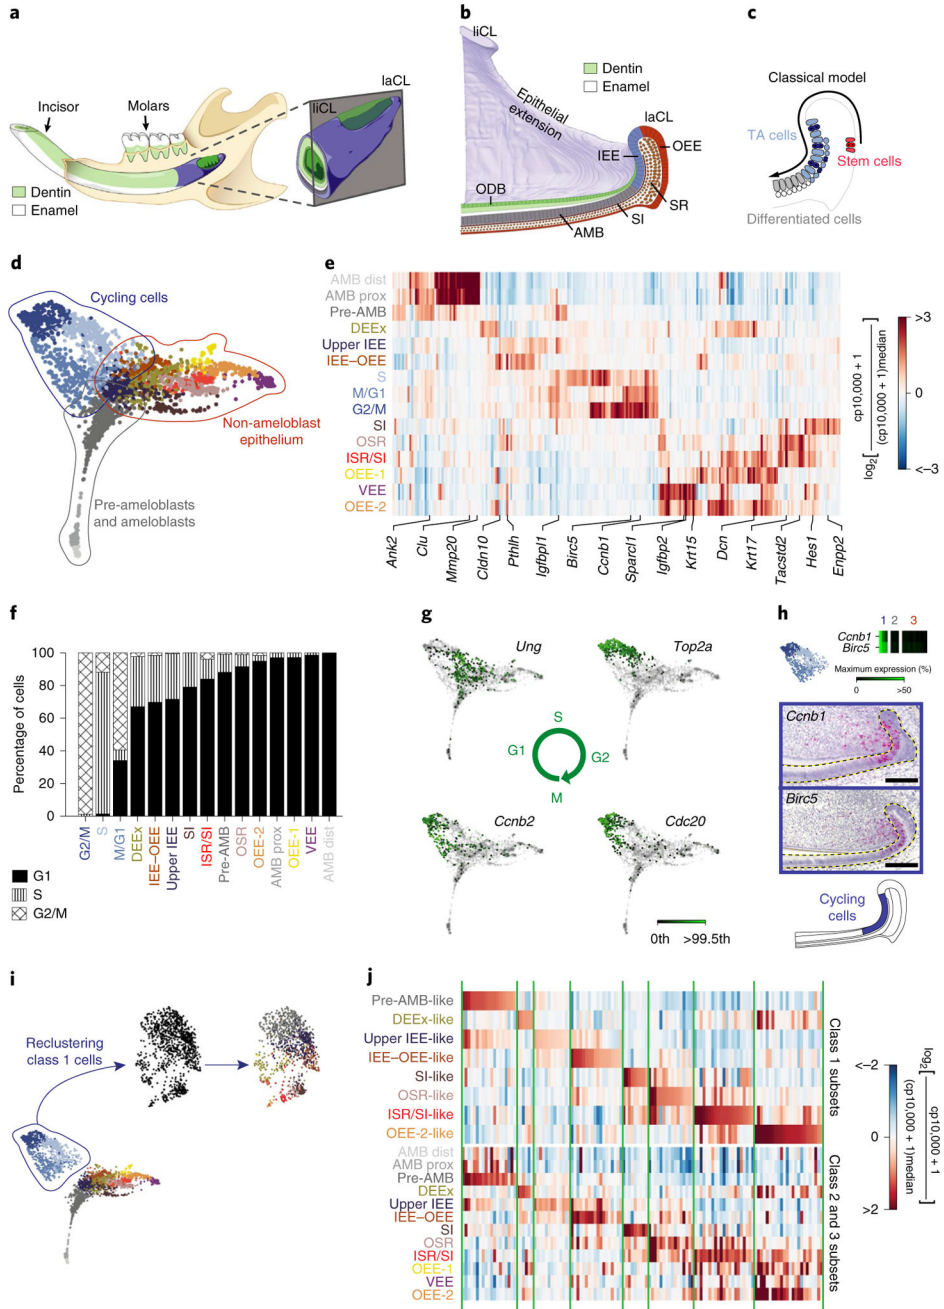 a
Incisor
Molars
liCL
laCL
Dentin
Enamel
b
liCL
Dentin
Enamel
Epithelial
extension
laCL
IEE
OEE
ODB
SR
SI
AMB
c
Classical model
TA cells
Stem cells
Differentiated cells
d
Cycling cells
Non-ameloblast
epithelium
Pre-ameloblasts
and ameloblasts
e
AMB dist
AMB prox
Pre-AMB
DEEx
Upper IEE
IEE–OEE
S
M/G1
G2/M
SI
OSR
ISR/SI
OEE-1
VEE
OEE-2
Ank2
Clu
Mmp20
Cldn10
Pthlh
Igfbpl1
Birc5
Ccnb1
Sparcl1
Igfbp2
Krt15
Dcn
Krt17
Tacstd2
Hes1
Enpp2
>3
0
<–3
log2[cp10,000 + 1
(cp10,000 + 1)median]
f
Percentage of cells
100
80
60
40
20
0
G2/M
S
M/G1
DEEx
IEE–OEE
Upper IEE
SI
ISR/SI
Pre-AMB
OSR
OEE-2
AMB prox
OEE-1
VEE
AMB dist
G1
S
G2/M
g
Ung
Top2a
S
G1
G2
M
Ccnb2
Cdc20
0th >99.5th
h
1 2 3
Ccnb1
Birc5
Maximum expression (%)
0 >50
Ccnb1
Birc5
Cycling
cells
i
Reclustering
class 1 cells
j
Pre-AMB-like
DEEx-like
Upper IEE-like
IEE–OEE-like
SI-like
OSR-like
ISR/SI-like
OEE-2-like
AMB dist
AMB prox
Pre-AMB
DEEx
Upper IEE
IEE–OEE
SI
OSR
ISR/SI
OEE-1
VEE
OEE-2
Class 1 subsets
Class 2 and 3 subsets
<–2
0
>2
log2[cp10,000 + 1
(cp10,000 + 1)median]